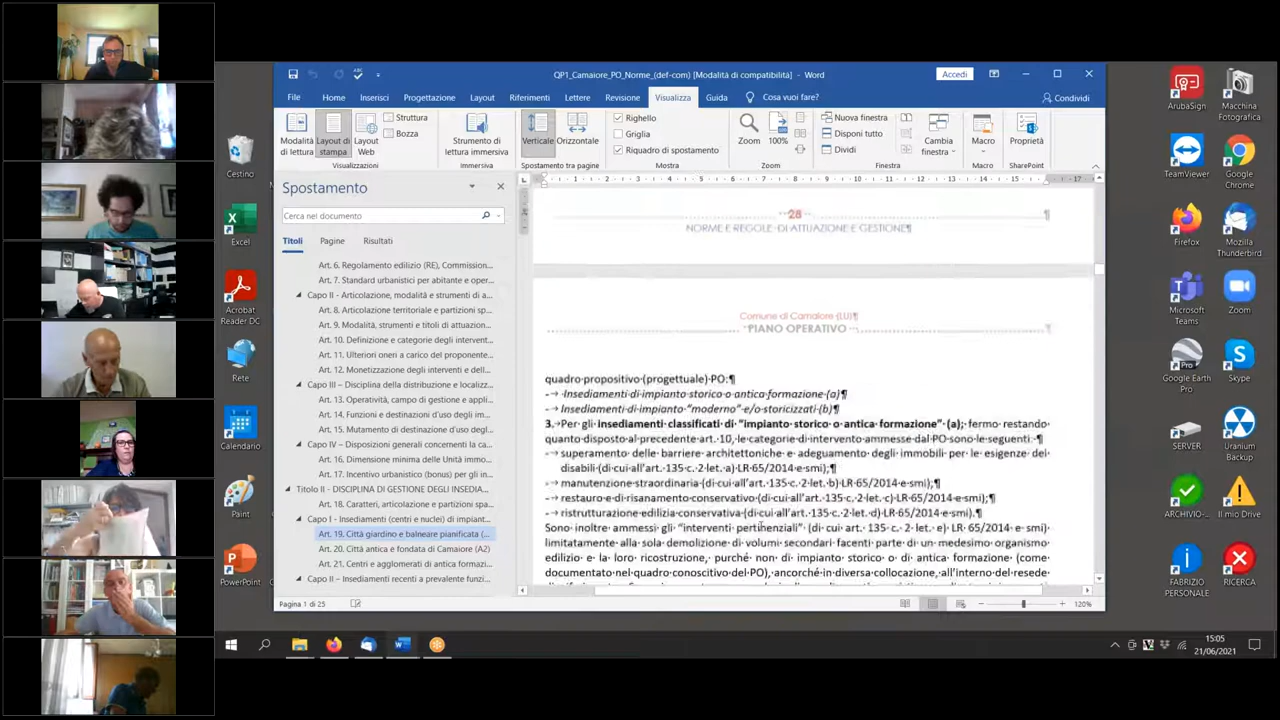 QP1_Camaiore_PO_Norme_(def-com) [Modalità di compatibilità] - Word
Accedi
File Home Inserisci Progettazione Layout Riferimenti Lettere Revisione Visualizza Guida Cosa vuoi fare? Condividi
Modalità di lettura
Layout di stampa
Layout Web
Struttura
Bozza
Visualizzazioni
Strumento di lettura immersiva
Immersiva
Verticale
Orizzontale
Spostamento tra pagine
Righello
Griglia
Riquadro di spostamento
Mostra
Zoom
100%
Zoom
Nuova finestra
Disponi tutto
Dividi
Cambia finestra
Finestra
Macro
Macro
Proprietà
SharePoint
Spostamento
Cerca nel documento
Titoli Pagine Risultati
Art. 6. Regolamento edilizio (RE), Commission...
Art. 7. Standard urbanistici per abitante e oper...
Capo II - Articolazione, modalità e strumenti di a...
Art. 8. Articolazione territoriale e partizioni sp...
Art. 9. Modalità, strumenti e titoli di attuazion...
Art. 10. Definizione e categorie degli intervent...
Art. 11. Ulteriori oneri a carico del proponente...
Art. 12. Monetizzazione degli interventi e dell...
Capo III – Disciplina della distribuzione e localizz...
Art. 13. Operatività, campo di gestione e appli...
Art. 14. Funzioni e destinazioni d'uso degli im...
Art. 15. Mutamento di destinazione d'uso degl...
Capo IV – Disposizioni generali concernenti la ca...
Art. 16. Dimensione minima delle Unità immo...
Art. 17. Incentivo urbanistico (bonus) per gli in...
Titolo II - DISCIPLINA DI GESTIONE DEGLI INSEDIA...
Art. 18. Caratteri, articolazione e partizioni spa...
Capo I - Insediamenti (centri e nuclei) di impiant...
Art. 19. Città giardino e balneare pianificata (...
Art. 20. Città antica e fondata di Camaiore (A2)
Art. 21. Centri e agglomerati di antica formazi...
Capo II – Insediamenti recenti a prevalente funzi...
28
NORME E REGOLE DI ATTUAZIONE E GESTIONE¶
Comune di Camaiore (LU)¶
PIANO OPERATIVO
quadro propositivo (progettuale) PO:¶
-→ Insediamenti di impianto storico o antica formazione (a)¶
-→ Insediamenti di impianto "moderno" e/o storicizzati (b)¶
3.→Per gli insediamenti classificati di "impianto storico o antica formazione" (a); fermo restando
quanto disposto al precedente art. 10, le categorie di intervento ammesse dal PO sono le seguenti: ¶
-→ superamento delle barriere architettoniche e adeguamento degli immobili per le esigenze dei
disabili (di cui all'art. 135 c. 2 let. a) LR 65/2014 e smi);¶
-→ manutenzione straordinaria (di cui all'art. 135 c. 2 let. b) LR 65/2014 e smi);¶
-→ restauro e di risanamento conservativo (di cui all'art. 135 c. 2 let. c) LR 65/2014 e smi);¶
-→ ristrutturazione edilizia conservativa (di cui all'art. 135 c. 2 let. d) LR 65/2014 e smi).¶
Sono inoltre ammessi gli "interventi pertinenziali" (di cui art. 135 c. 2 let. e) LR 65/2014 e smi)
limitatamente alla sola demolizione di volumi secondari facenti parte di un medesimo organismo
edilizio e la loro ricostruzione, purché non di impianto storico o di antica formazione (come
documentato nel quadro conoscitivo del PO), ancorché in diversa collocazione, all'interno del resede
Pagina 1 di 25
120%
Cestino
Excel
Acrobat Reader DC
Rete
Calendario
Paint
PowerPoint
ArubaSign
Macchina Fotografica
TeamViewer
Google Chrome
Firefox
Mozilla Thunderbird
Microsoft Teams
Zoom
Google Earth Pro
Skype
SERVER
Uranium Backup
ARCHIVIO-...
Il mio Drive
FABRIZIO PERSONALE
RICERCA
15:05
21/06/2021